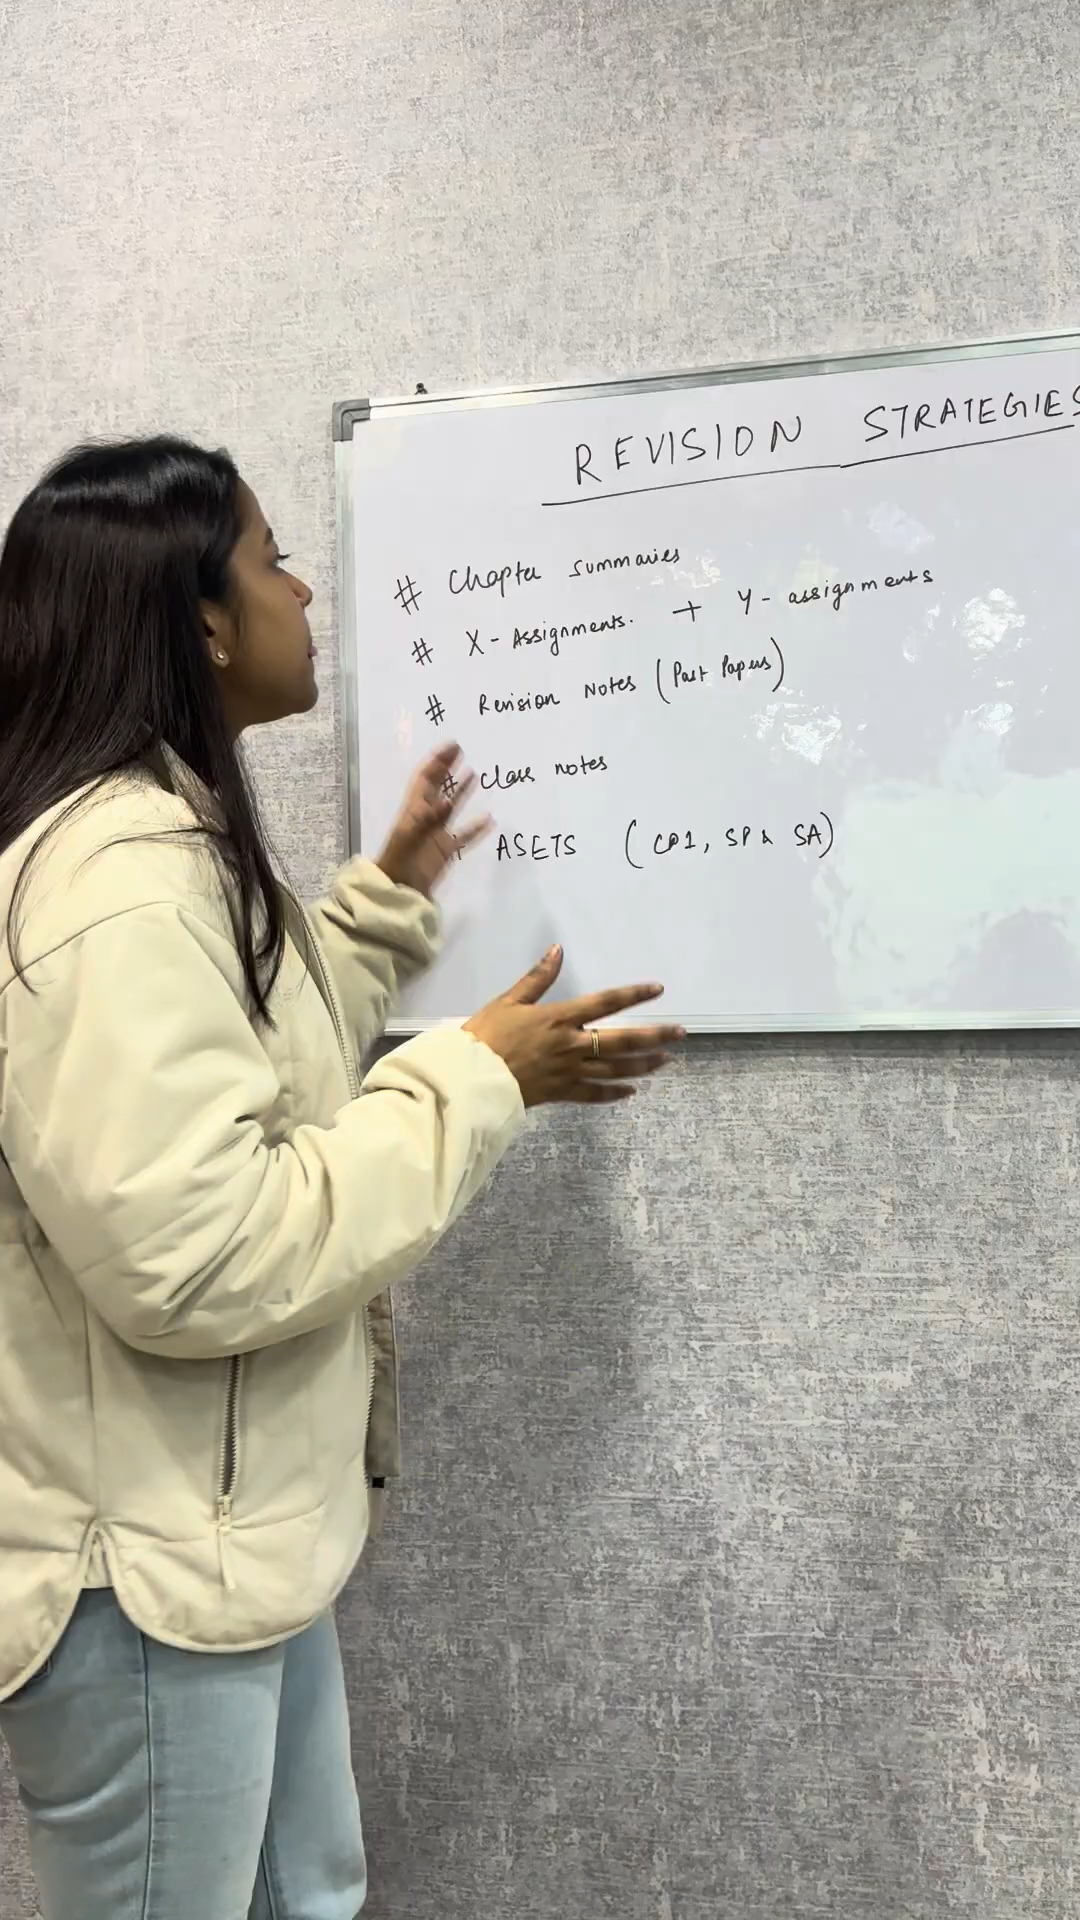 REVISION STRATEGIES
# Chapter summaries
# X - Assignments. + Y - assignments
# Revision Notes (Past Papers)
# Class notes
# ASETS (CP1, SP & SA)